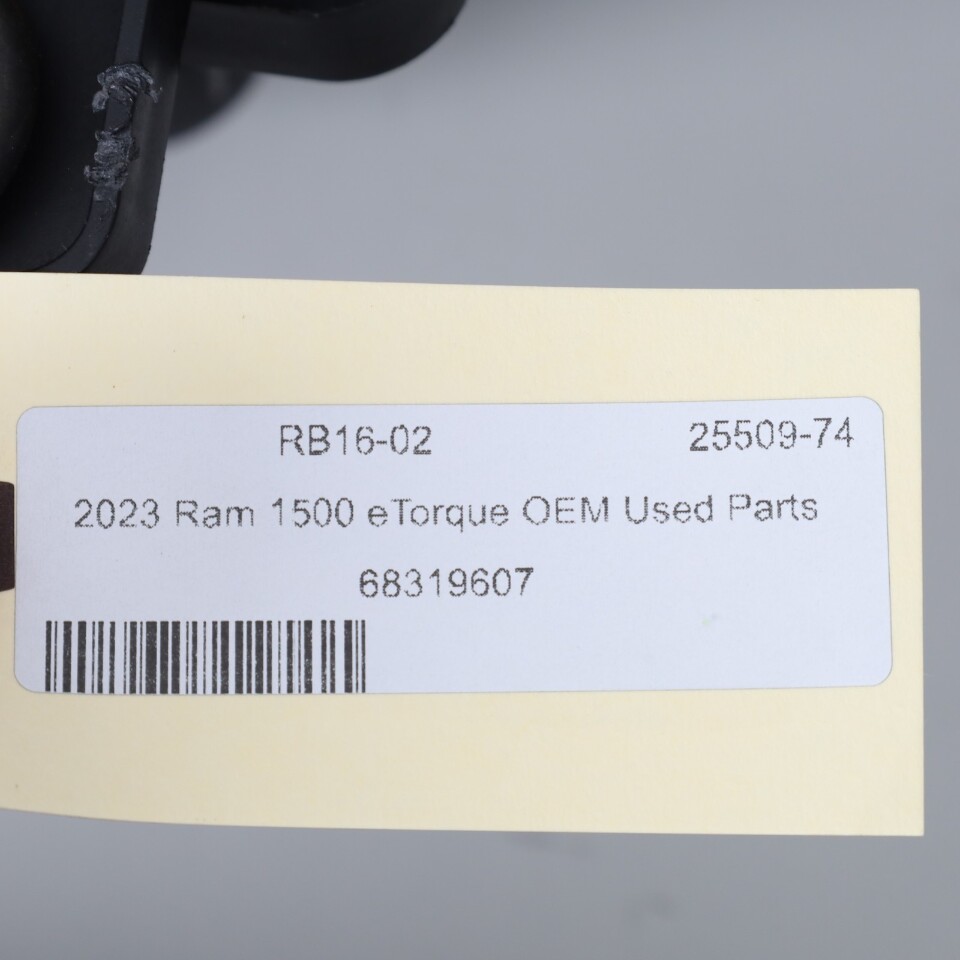 RB16-02 25509-74
2023 Ram 1500 eTorque OEM Used Parts
68319607